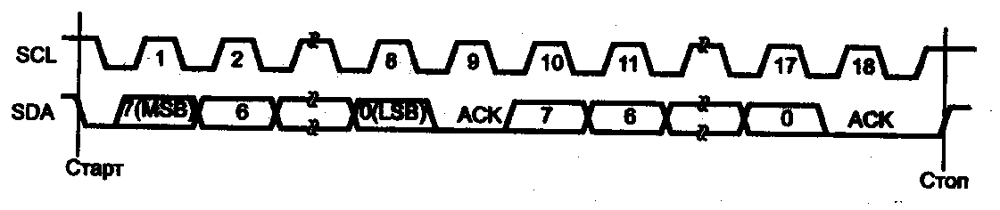 SCL 1 2 8 9 10 11 17 18
SDA 7(MSB) 6 0(LSB) ACK 7 6 0 ACK
Старт Стоп